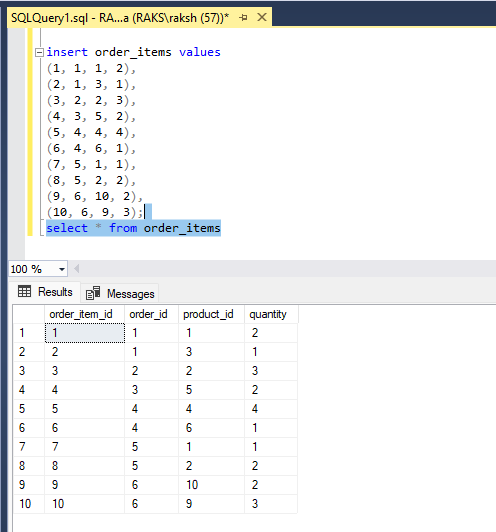 SQLQuery1.sql - RA...a (RAKS\raksh (57))*
insert order_items values
(1, 1, 1, 2),
(2, 1, 3, 1),
(3, 2, 2, 3),
(4, 3, 5, 2),
(5, 4, 4, 4),
(6, 4, 6, 1),
(7, 5, 1, 1),
(8, 5, 2, 2),
(9, 6, 10, 2),
(10, 6, 9, 3);
select * from order_items
100 %
Results Messages
order_item_id order_id product_id quantity
1 1 1 1 2
2 2 1 3 1
3 3 2 2 3
4 4 3 5 2
5 5 4 4 4
6 6 4 6 1
7 7 5 1 1
8 8 5 2 2
9 9 6 10 2
10 10 6 9 3